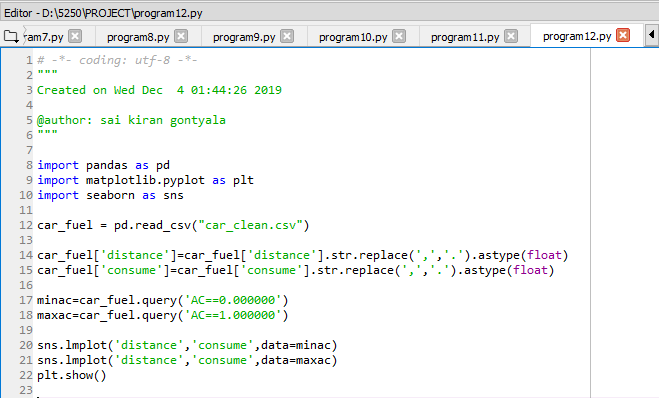 Editor - D:\5250\PROJECT\program12.py
am7.py program8.py program9.py program10.py program11.py program12.py
1 # -*- coding: utf-8 -*-
2 """
3 Created on Wed Dec  4 01:44:26 2019
4
5 @author: sai kiran gontyala
6 """
7
8 import pandas as pd
9 import matplotlib.pyplot as plt
10 import seaborn as sns
11
12 car_fuel = pd.read_csv("car_clean.csv")
13
14 car_fuel['distance']=car_fuel['distance'].str.replace(',','.').astype(float)
15 car_fuel['consume']=car_fuel['consume'].str.replace(',','.').astype(float)
16
17 minac=car_fuel.query('AC==0.000000')
18 maxac=car_fuel.query('AC==1.000000')
19
20 sns.lmplot('distance','consume',data=minac)
21 sns.lmplot('distance','consume',data=maxac)
22 plt.show()
23